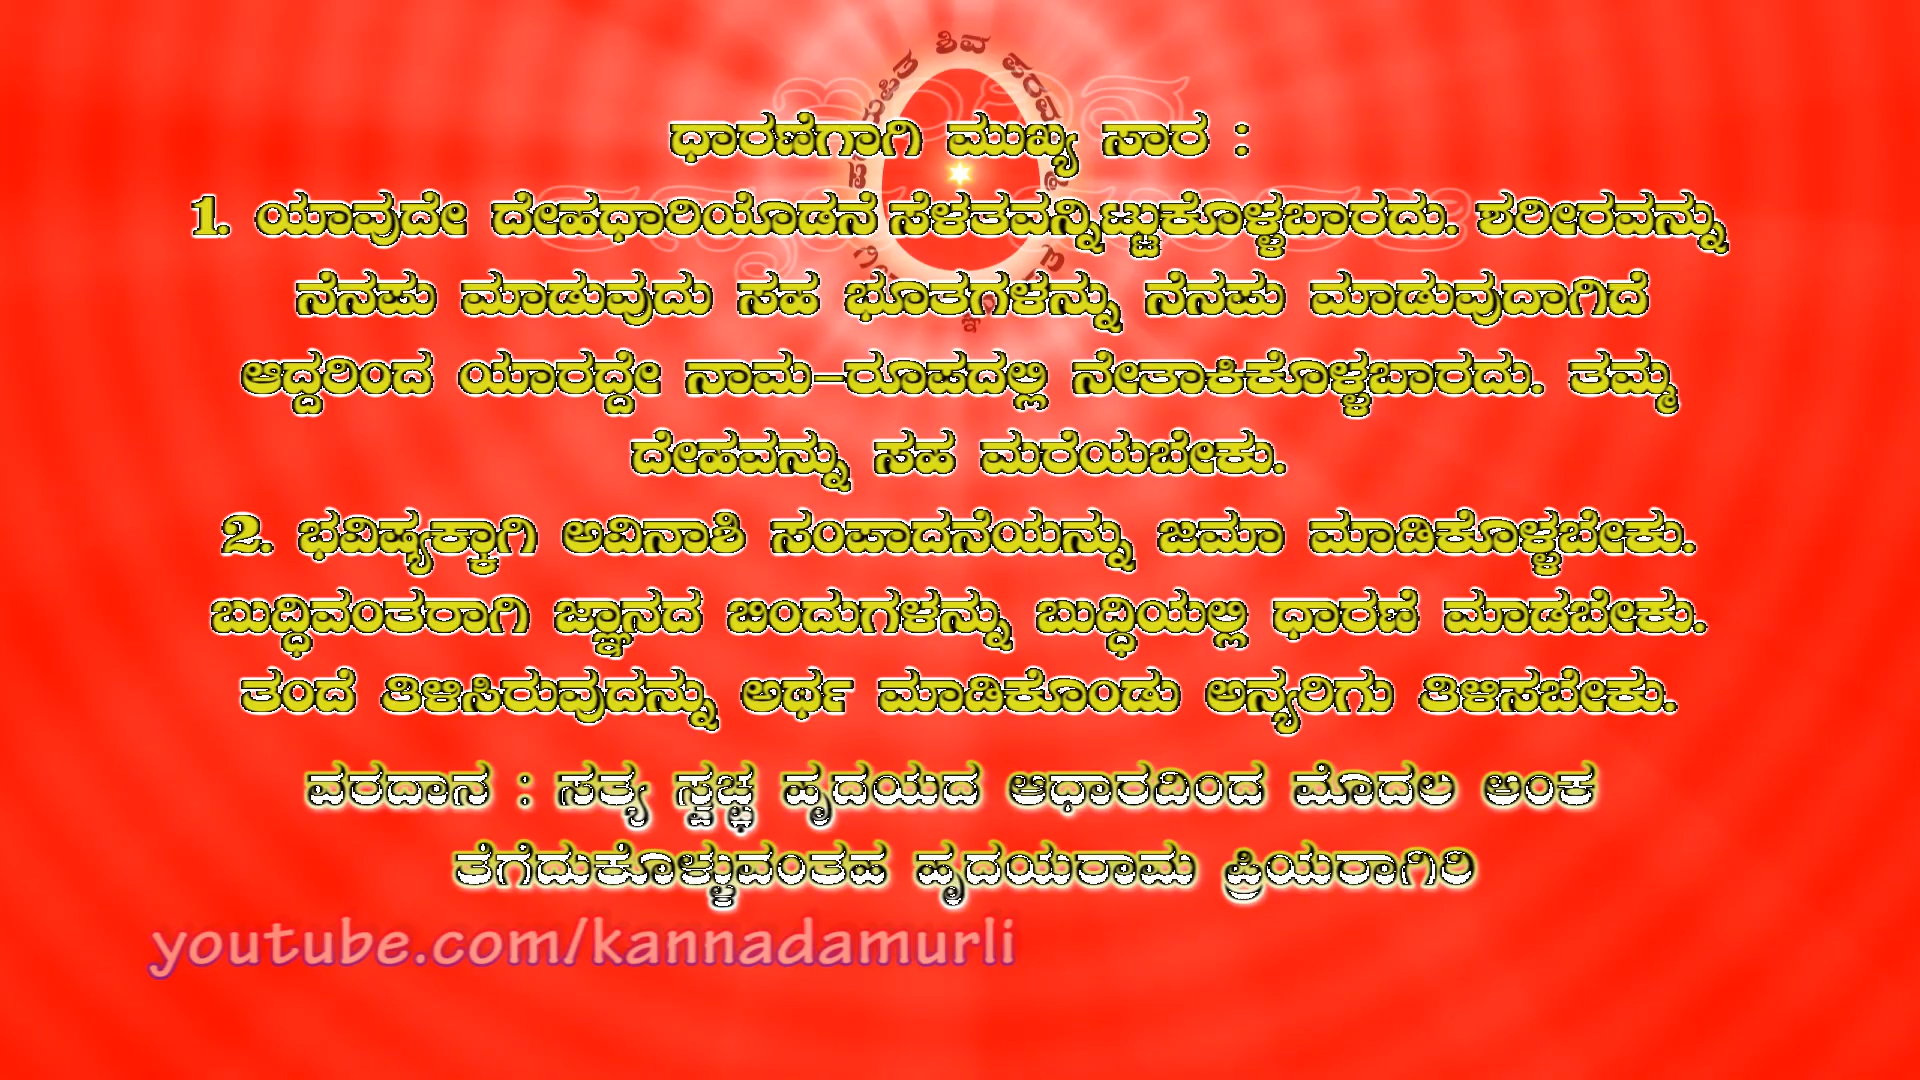 ಶಿವ
ಧಾರಣೆಗಾಗಿ ಮುಖ್ಯ ಸಾರ :
1. ಯಾವುದೇ ದೇಹಧಾರಿಯೊಡನೆ ಸೆಳೆತವನ್ನಿಟ್ಟುಕೊಳ್ಳಬಾರದು. ಶರೀರವನ್ನು
ನೆನಪು ಮಾಡುವುದು ಸಹ ಭೂತಗಳನ್ನು ನೆನಪು ಮಾಡುವುದಾಗಿದೆ
ಆದ್ದರಿಂದ ಯಾರದ್ದೇ ನಾಮ-ರೂಪದಲ್ಲಿ ನೇತಾಕಿಕೊಳ್ಳಬಾರದು. ತಮ್ಮ
ದೇಹವನ್ನು ಸಹ ಮರೆಯಬೇಕು.
2. ಭವಿಷ್ಯಕ್ಕಾಗಿ ಅವಿನಾಶಿ ಸಂಪಾದನೆಯನ್ನು ಜಮಾ ಮಾಡಿಕೊಳ್ಳಬೇಕು.
ಬುದ್ಧಿವಂತರಾಗಿ ಜ್ಞಾನದ ಬಿಂದುಗಳನ್ನು ಬುದ್ಧಿಯಲ್ಲಿ ಧಾರಣೆ ಮಾಡಬೇಕು.
ತಂದೆ ತಿಳಿಸಿರುವುದನ್ನು ಅರ್ಥ ಮಾಡಿಕೊಂಡು ಅನ್ಯರಿಗು ತಿಳಿಸಬೇಕು.
ವರದಾನ : ಸತ್ಯ ಸ್ವಚ್ಛ ಹೃದಯದ ಆಧಾರದಿಂದ ಮೊದಲ ಅಂಕ
ತೆಗೆದುಕೊಳ್ಳುವಂತಹ ಹೃದಯರಾಮ ಪ್ರಿಯರಾಗಿರಿ
youtube.com/kannadamurli